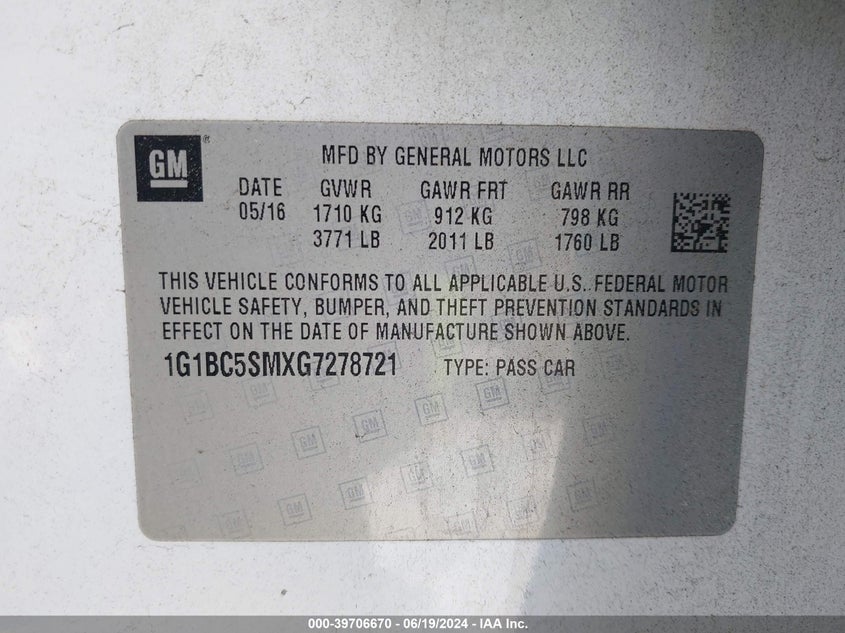 GM®
MFD BY GENERAL MOTORS LLC
DATE GVWR GAWR FRT GAWR RR
05/16 1710 KG 912 KG 798 KG
3771 LB 2011 LB 1760 LB
THIS VEHICLE CONFORMS TO ALL APPLICABLE U.S. FEDERAL MOTOR
VEHICLE SAFETY, BUMPER, AND THEFT PREVENTION STANDARDS IN
EFFECT ON THE DATE OF MANUFACTURE SHOWN ABOVE.
1G1BC5SMXG7278721 TYPE: PASS CAR
000-39706670 - 06/19/2024 - IAA Inc.